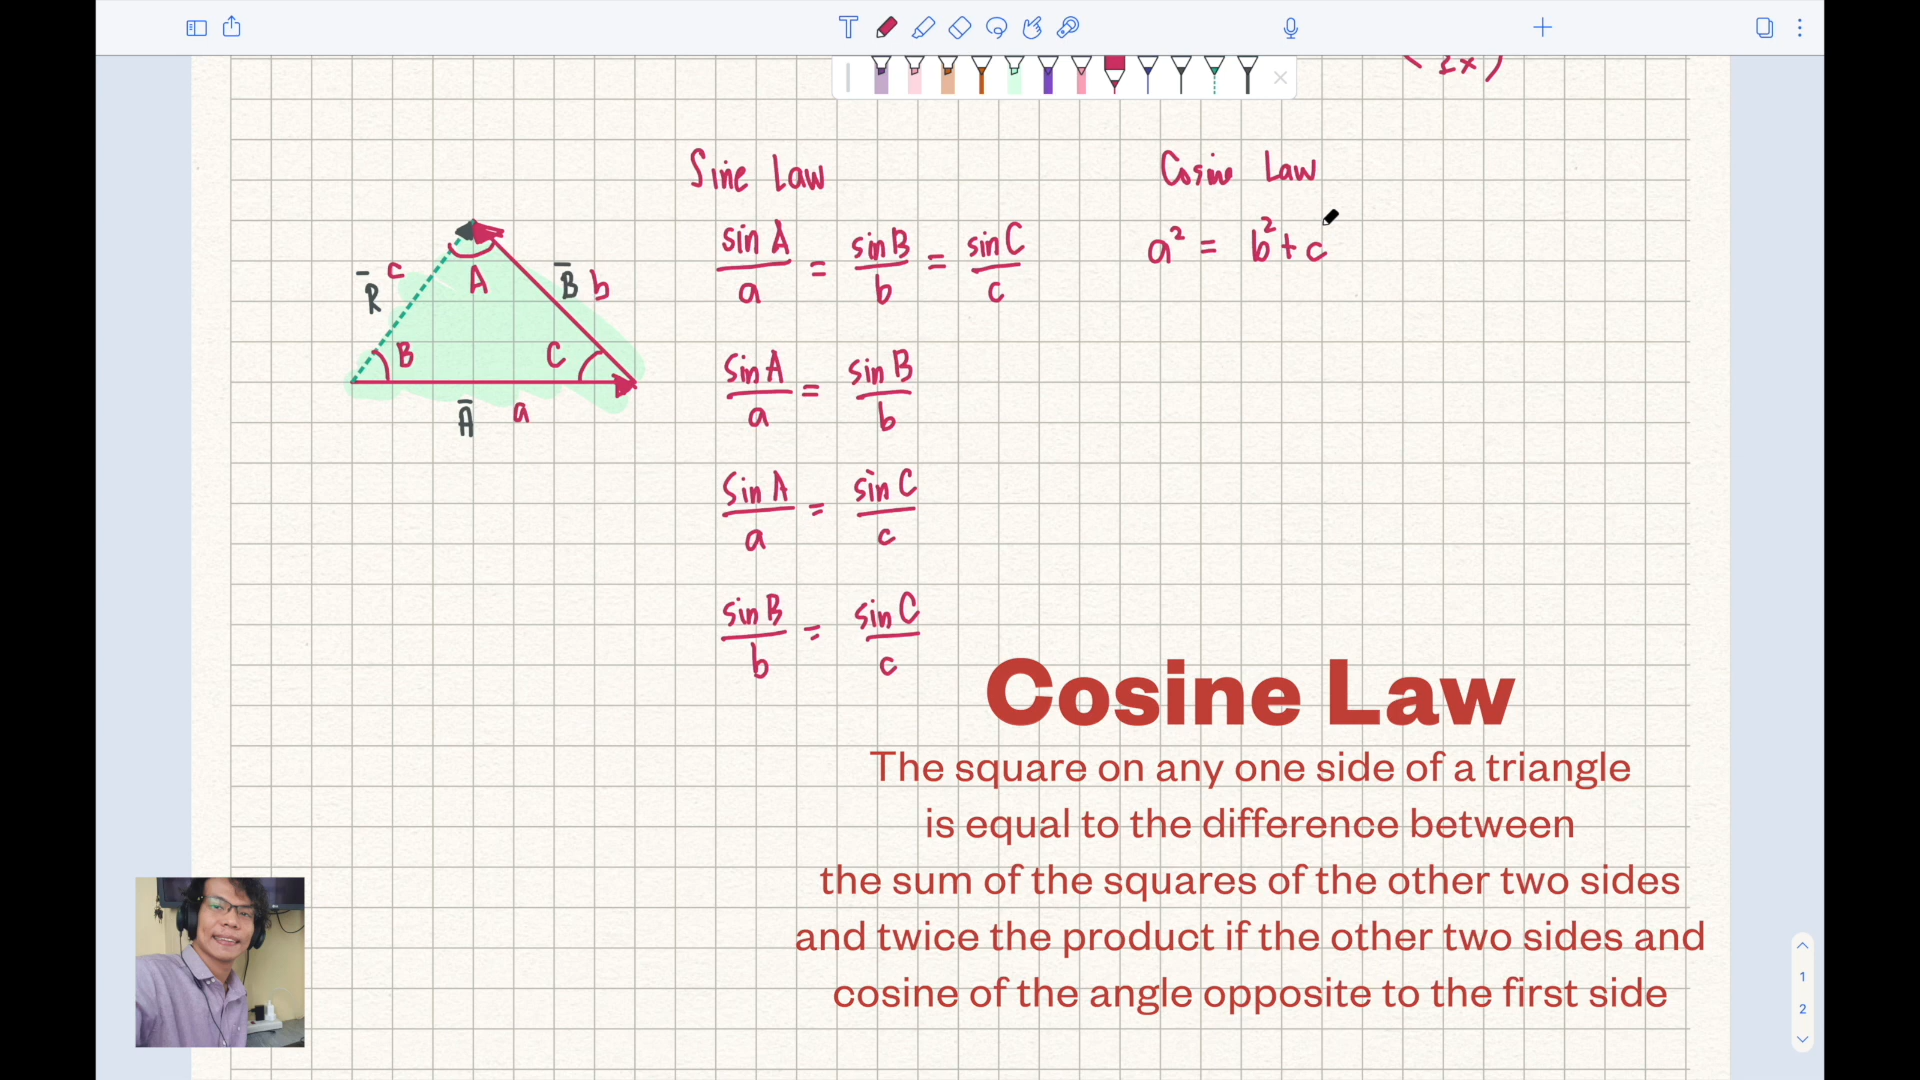 2x)
Sine Law
sin A / a = sin B / b = sin C / c
sin A / a = sin B / b
sin A / a = sin C / c
sin B / b = sin C / c
Cosine Law
a² = b² + c
R̄ c
A
B̄ b
B
C
Ā a
Cosine Law
The square on any one side of a triangle
is equal to the difference between
the sum of the squares of the other two sides
and twice the product if the other two sides and
cosine of the angle opposite to the first side
1
2